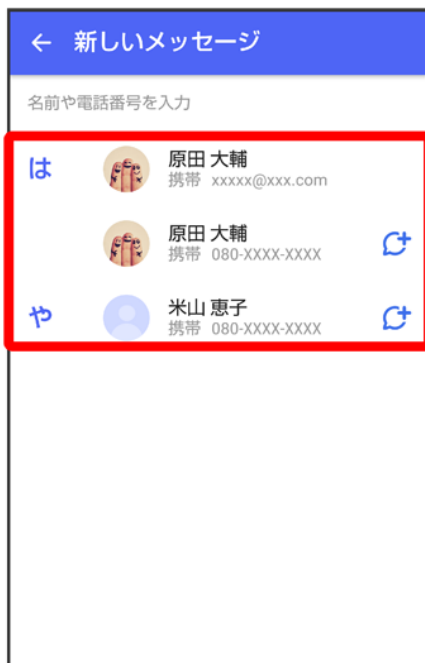 ← 新しいメッセージ
名前や電話番号を入力
は
原田 大輔
携帯 xxxxx@xxx.com
原田 大輔
携帯 080-XXXX-XXXX
や
米山 恵子
携帯 080-XXXX-XXXX